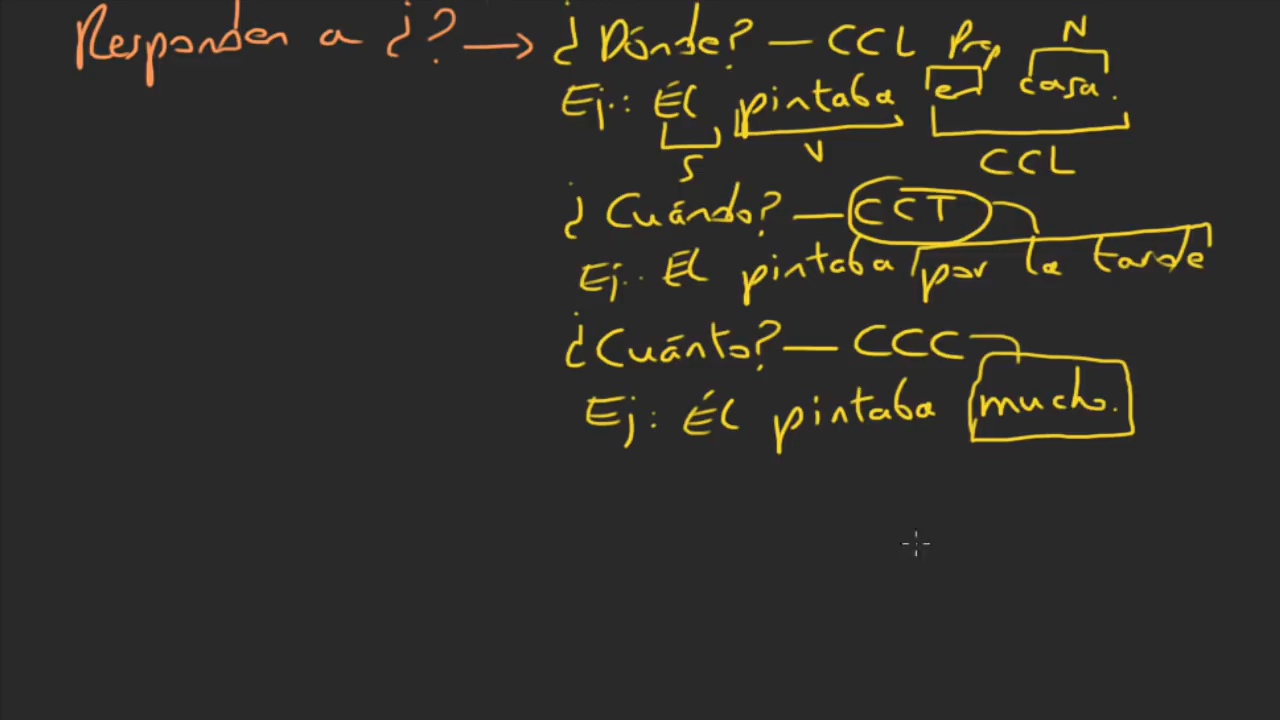 Responden a ¿? → ¿Dónde? — CCL Prep N
Ej.: Él pintaba e casa.
S V CCL
¿Cuándo? — CCT
Ej.: Él pintaba por la tarde
¿Cuánto? — CCC
Ej: Él pintaba mucho.